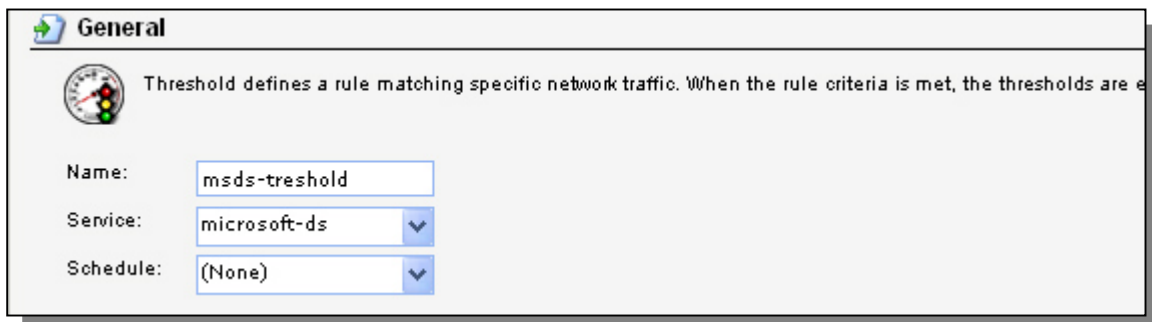 General
Threshold defines a rule matching specific network traffic. When the rule criteria is met, the thresholds are e
Name:
msds-treshold
Service:
microsoft-ds
Schedule:
(None)